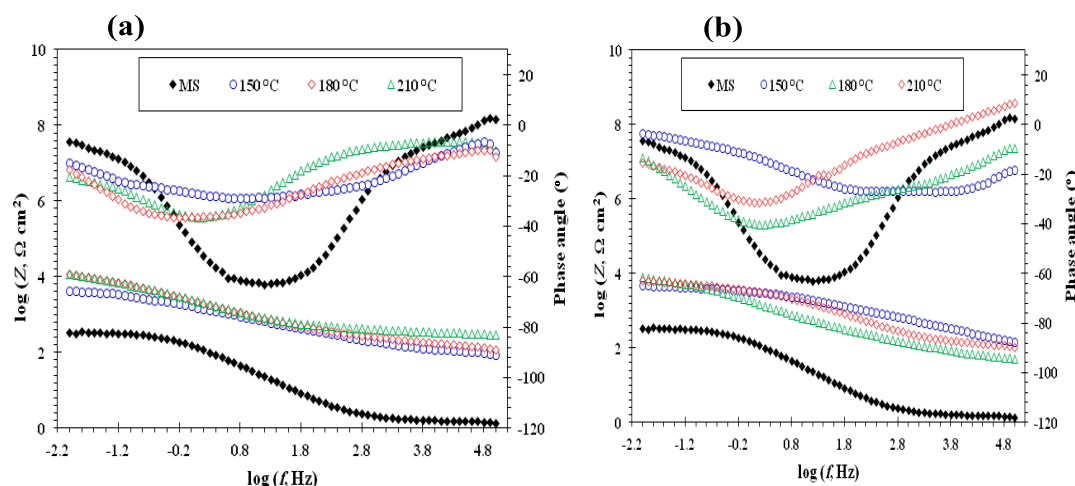 (a)
MS 150 °C 180 °C 210 °C
log (Z, Ω cm²)
10
8
6
4
2
0
20
0
-20
-40
-60
-80
-100
-120
Phase angle (°)
-2.2 -1.2 -0.2 0.8 1.8 2.8 3.8 4.8
log (f, Hz)
(b)
MS 150 °C 180 °C 210 °C
log (Z, Ω cm²)
10
8
6
4
2
0
20
0
-20
-40
-60
-80
-100
-120
Phase angle (°)
-2.2 -1.2 -0.2 0.8 1.8 2.8 3.8 4.8
log (f, Hz)